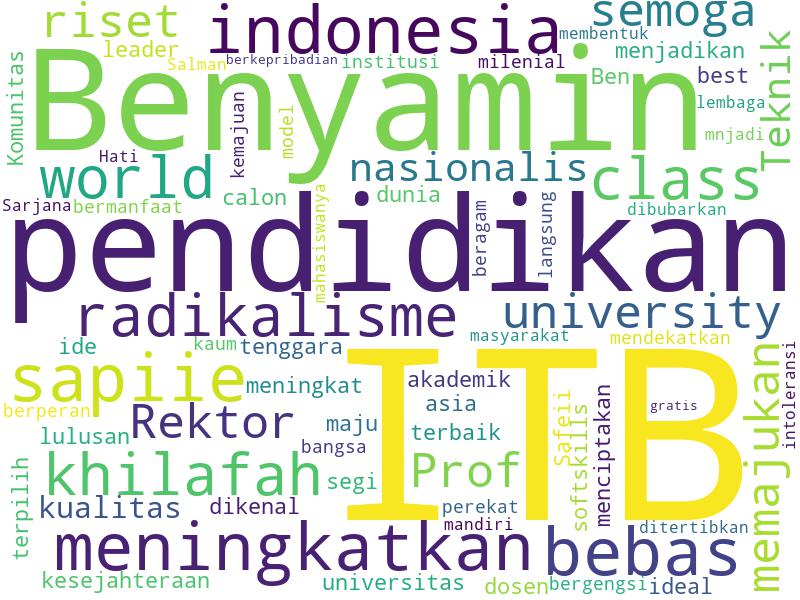 riset
indonesia
semoga
leader
Salman
berkepribadian
institusi
milenial
membentuk
menjadikan
Komunitas
Benyamin
Ben
best
Teknik
lembaga
mnjadi
kemajuan
model
Hati
world
nasionalis
class
calon
dunia
Sarjana
bermanfaat
dibubarkan
mahasiswanya
beragam
langsung
pendidikan
radikalisme
university
ide
kaum
tenggara
masyarakat
mendekatkan
intoleransi
sapiie
meningkat
ITB
akademik
asia
gratis
berperan
Rektor
maju
terbaik
Safeii
softskills
menciptakan
memajukan
lulusan
bangsa
khilafah
segi
Prof
terpilih
kualitas
dikenal
perekat
mandiri
ditertibkan
meningkatkan
bebas
kesejahteraan
universitas
dosen
bergengsi
ideal